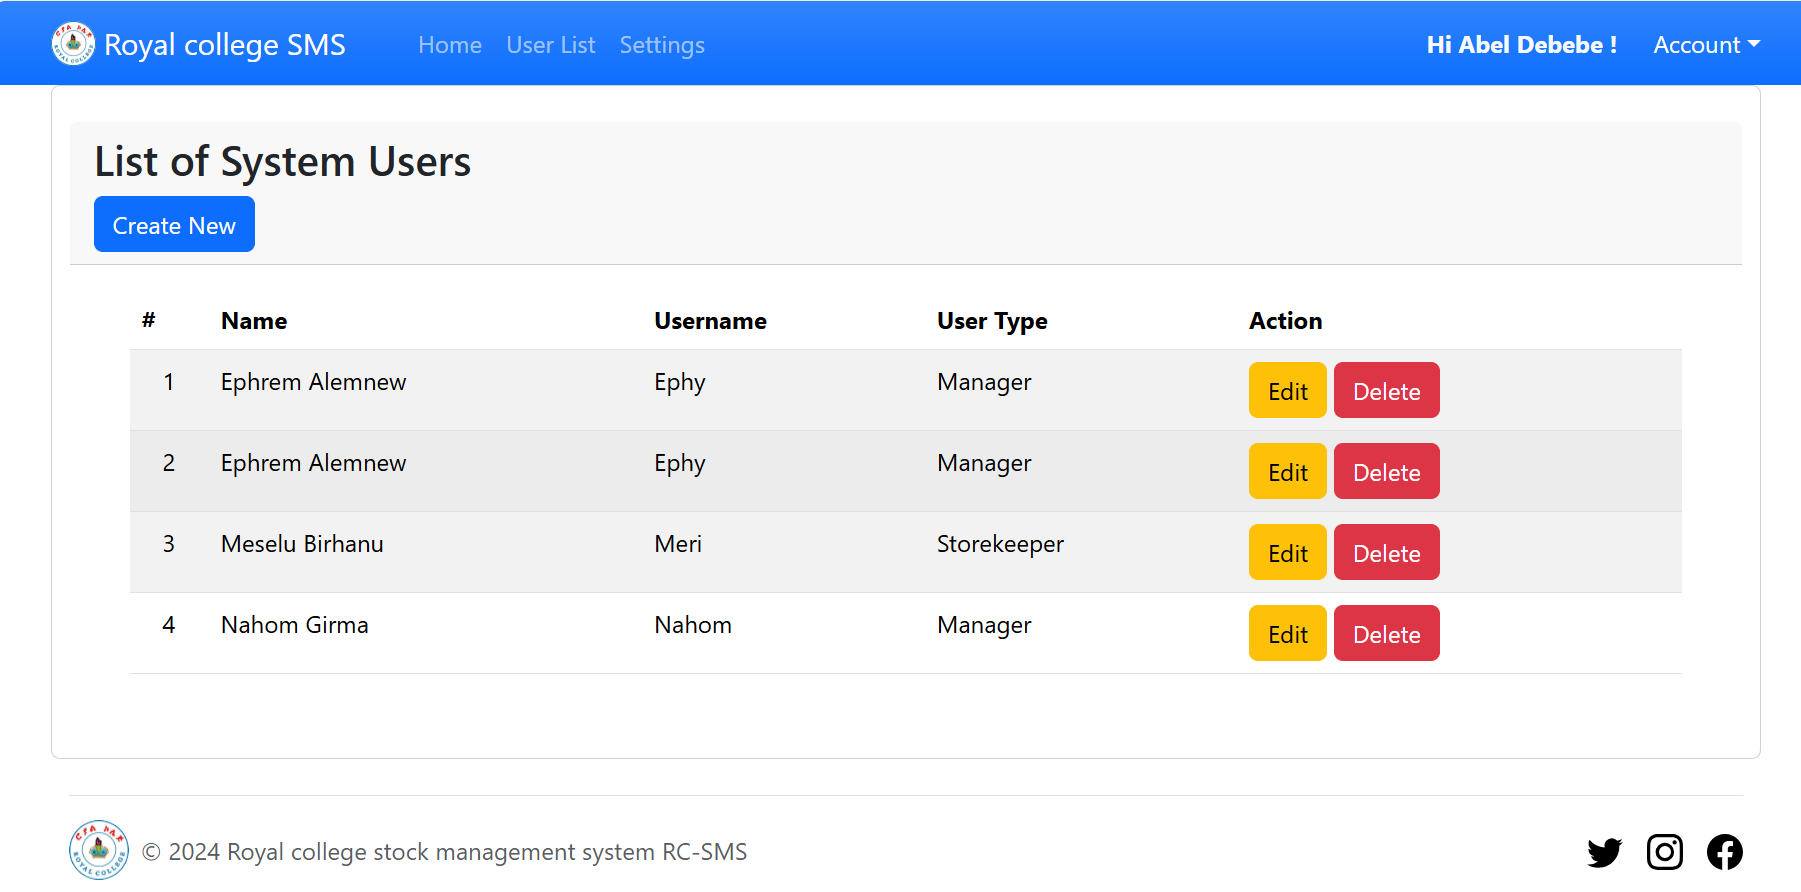 Royal college SMS Home User List Settings Hi Abel Debebe ! Account
List of System Users
Create New
# Name Username User Type Action
1 Ephrem Alemnew Ephy Manager Edit Delete
2 Ephrem Alemnew Ephy Manager Edit Delete
3 Meselu Birhanu Meri Storekeeper Edit Delete
4 Nahom Girma Nahom Manager Edit Delete
ROYAL COLLEGE
© 2024 Royal college stock management system RC-SMS